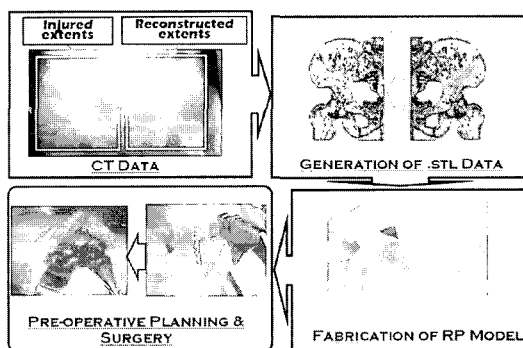 Injured extents
Reconstructed extents
CT DATA
GENERATION OF .STL DATA
PRE-OPERATIVE PLANNING &
SURGERY
FABRICATION OF RP MODEL